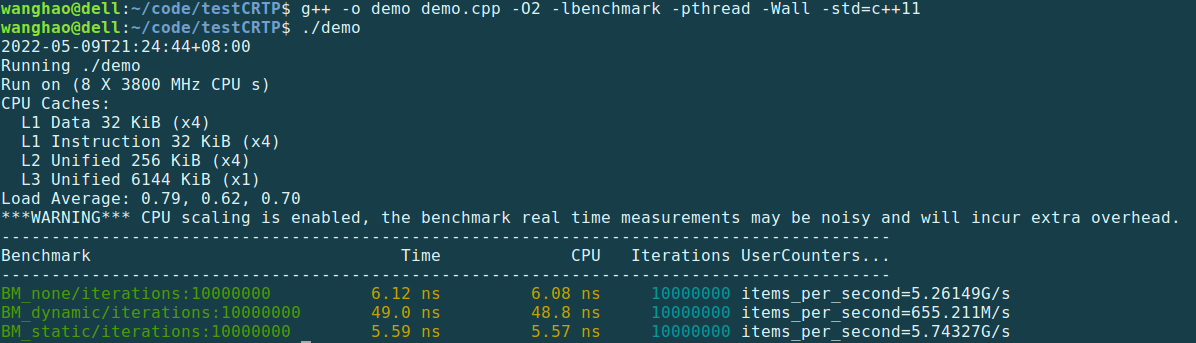 wanghao@dell:~/code/testCRTP$ g++ -o demo demo.cpp -O2 -lbenchmark -pthread -Wall -std=c++11
wanghao@dell:~/code/testCRTP$ ./demo
2022-05-09T21:24:44+08:00
Running ./demo
Run on (8 X 3800 MHz CPU s)
CPU Caches:
  L1 Data 32 KiB (x4)
  L1 Instruction 32 KiB (x4)
  L2 Unified 256 KiB (x4)
  L3 Unified 6144 KiB (x1)
Load Average: 0.79, 0.62, 0.70
***WARNING*** CPU scaling is enabled, the benchmark real time measurements may be noisy and will incur extra overhead.
-----------------------------------------------------------------------------------------
Benchmark                               Time             CPU   Iterations UserCounters...
-----------------------------------------------------------------------------------------
BM_none/iterations:10000000          6.12 ns         6.08 ns     10000000 items_per_second=5.26149G/s
BM_dynamic/iterations:10000000       49.0 ns         48.8 ns     10000000 items_per_second=655.211M/s
BM_static/iterations:10000000        5.59 ns         5.57 ns     10000000 items_per_second=5.74327G/s